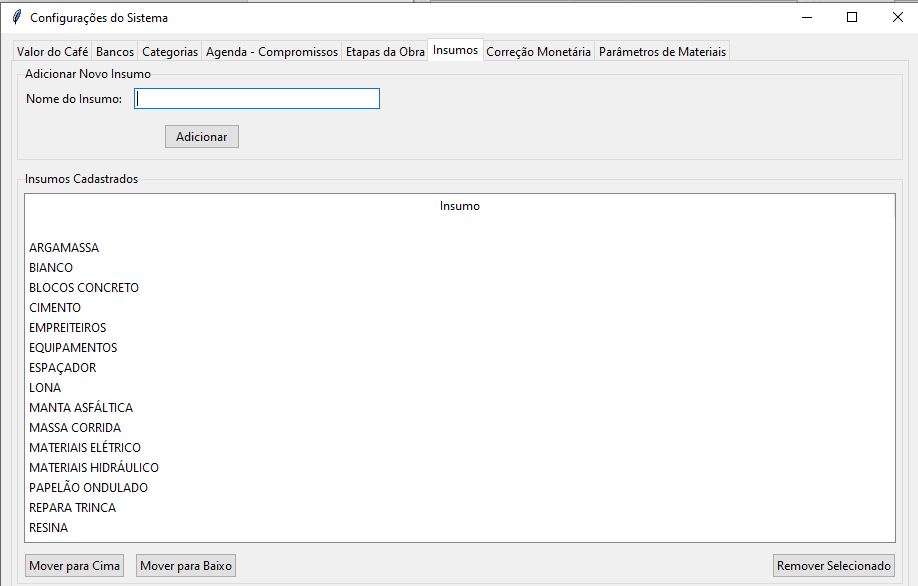 Configurações do Sistema
Valor do Café Bancos Categorias Agenda - Compromissos Etapas da Obra Insumos Correção Monetária Parâmetros de Materiais
Adicionar Novo Insumo
Nome do Insumo:
Adicionar
Insumos Cadastrados
Insumo
ARGAMASSA
BIANCO
BLOCOS CONCRETO
CIMENTO
EMPREITEIROS
EQUIPAMENTOS
ESPAÇADOR
LONA
MANTA ASFÁLTICA
MASSA CORRIDA
MATERIAIS ELÉTRICO
MATERIAIS HIDRÁULICO
PAPELÃO ONDULADO
REPARA TRINCA
RESINA
Mover para Cima Mover para Baixo Remover Selecionado